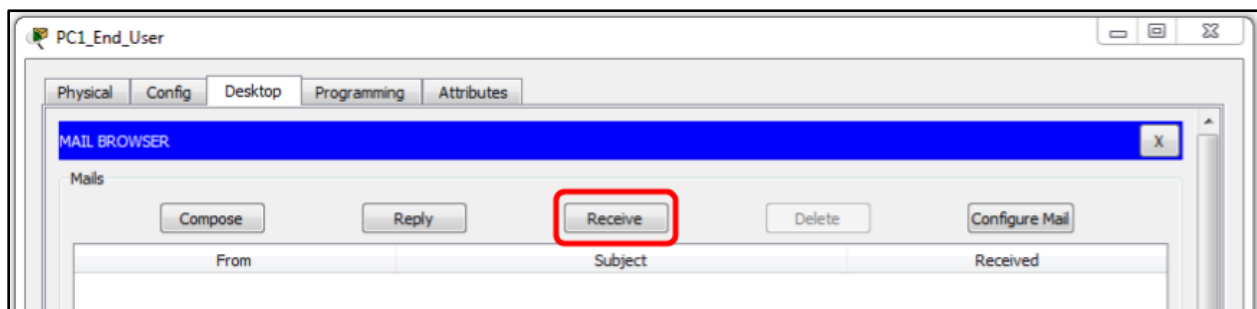 PC1_End_User
Physical Config Desktop Programming Attributes
MAIL BROWSER X
Mails
Compose Reply Receive Delete Configure Mail
From Subject Received